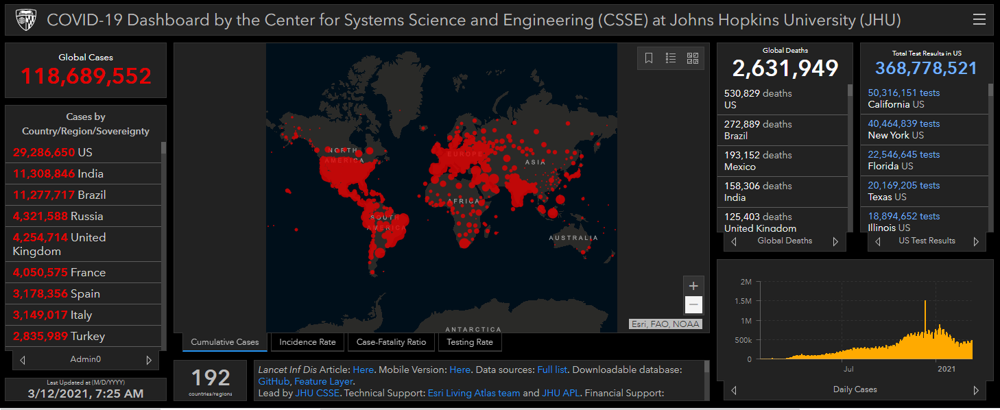 COVID-19 Dashboard by the Center for Systems Science and Engineering (CSSE) at Johns Hopkins University (JHU)
Global Cases
118,689,552
Cases by
Country/Region/Sovereignty
29,286,650 US
11,308,846 India
11,277,717 Brazil
4,321,588 Russia
4,254,714 United
Kingdom
4,050,575 France
3,178,356 Spain
3,149,017 Italy
2,835,989 Turkey
Admin0
Last Updated at (M/D/YYYY)
3/12/2021, 7:25 AM
NORTH
AMERICA
EUROPE
ASIA
AFRICA
SOUTH
AMERICA
AUSTRALIA
ANTARCTICA
+
−
Esri, FAO, NOAA
Cumulative Cases
Incidence Rate
Case-Fatality Ratio
Testing Rate
192
countries/regions
Lancet Inf Dis Article: Here. Mobile Version: Here. Data sources: Full list. Downloadable database:
GitHub, Feature Layer.
Lead by JHU CSSE. Technical Support: Esri Living Atlas team and JHU APL. Financial Support:
Global Deaths
2,631,949
530,829 deaths
US
272,889 deaths
Brazil
193,152 deaths
Mexico
158,306 deaths
India
125,403 deaths
United Kingdom
Global Deaths
Total Test Results in US
368,778,521
50,316,151 tests
California US
40,464,839 tests
New York US
22,546,645 tests
Florida US
20,169,205 tests
Texas US
18,894,652 tests
Illinois US
US Test Results
2M
1.5M
1M
500k
0
Jul
2021
Daily Cases